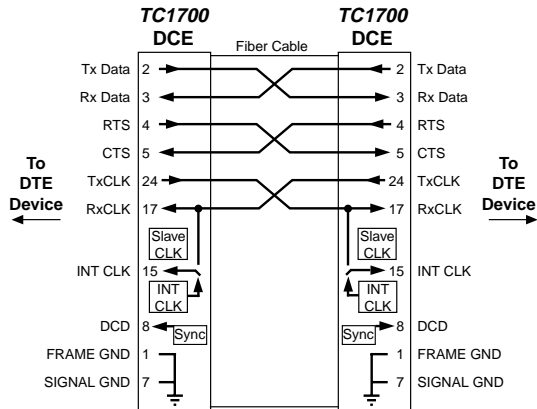 TC1700 TC1700
DCE DCE
Fiber Cable
Tx Data 2 2 Tx Data
Rx Data 3 3 Rx Data
RTS 4 4 RTS
CTS 5 5 CTS
To
DTE
Device
To
DTE
Device
TxCLK 24 24 TxCLK
RxCLK 17 17 RxCLK
Slave
CLK
Slave
CLK
INT CLK 15 15 INT CLK
INT
CLK
INT
CLK
DCD 8 8 DCD
Sync Sync
FRAME GND 1 1 FRAME GND
SIGNAL GND 7 7 SIGNAL GND